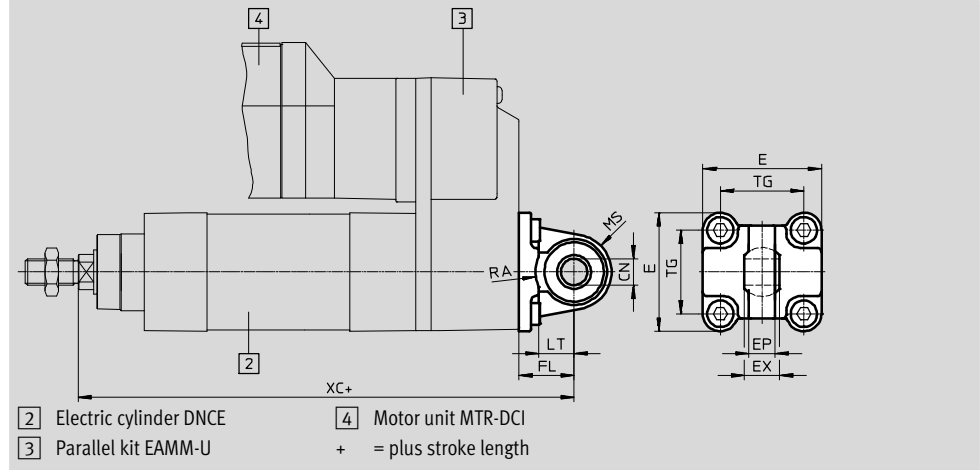 4
3
E
TG
MS
RA
CN
E
TG
LT
FL
EP
EX
2
XC+
2 Electric cylinder DNCE
4 Motor unit MTR-DCI
3 Parallel kit EAMM-U
+ = plus stroke length